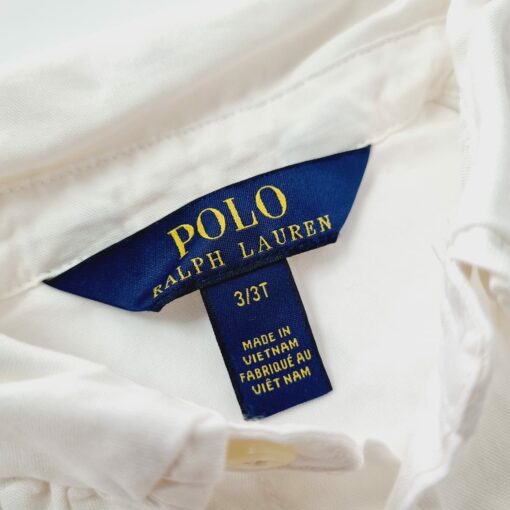 POLO
RALPH LAUREN
3/3T
MADE IN
VIETNAM
FABRIQUÉ AU
VIÊT NAM